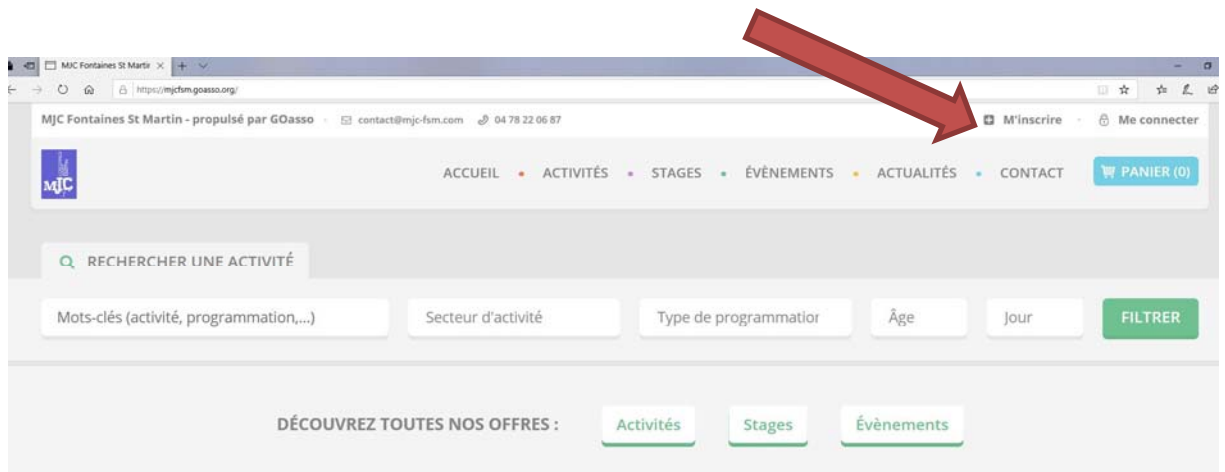 MJC Fontaines St Martin
https://mjcfsm.goasso.org/
MJC Fontaines St Martin - propulsé par GOasso contact@mjc-fsm.com 04 78 22 06 87 M'inscrire Me connecter
MJC
ACCUEIL • ACTIVITÉS • STAGES • ÉVÈNEMENTS • ACTUALITÉS • CONTACT PANIER (0)
RECHERCHER UNE ACTIVITÉ
Mots-clés (activité, programmation,...) Secteur d'activité Type de programmation Âge Jour FILTRER
DÉCOUVREZ TOUTES NOS OFFRES : Activités Stages Évènements